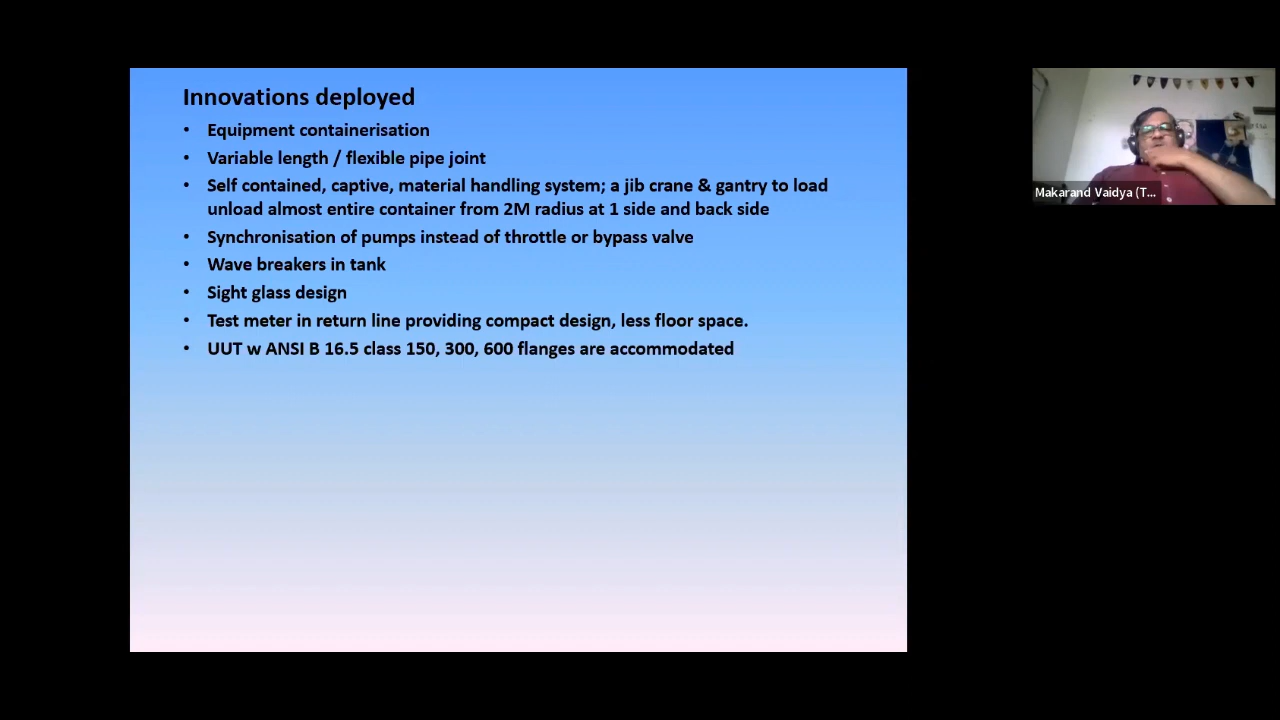 Innovations deployed
• Equipment containerisation
• Variable length / flexible pipe joint
• Self contained, captive, material handling system; a jib crane & gantry to load
unload almost entire container from 2M radius at 1 side and back side
• Synchronisation of pumps instead of throttle or bypass valve
• Wave breakers in tank
• Sight glass design
• Test meter in return line providing compact design, less floor space.
• UUT w ANSI B 16.5 class 150, 300, 600 flanges are accommodated
Makarand Vaidya (T...